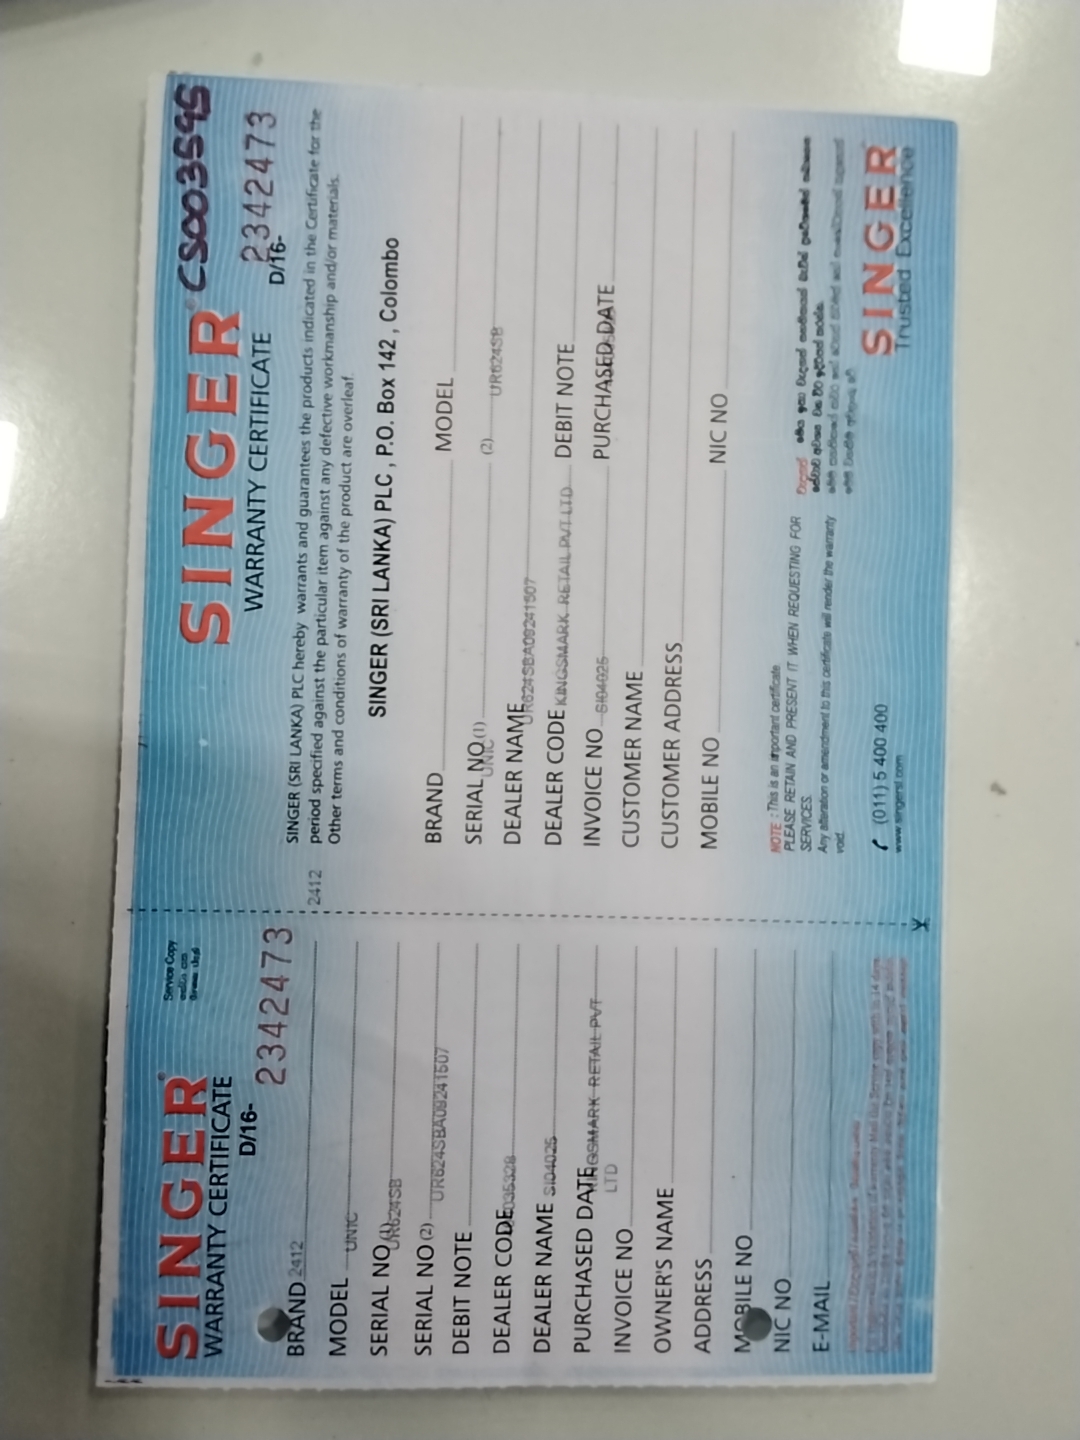 SINGER
WARRANTY CERTIFICATE
Service Copy
D/16-
2342473
BRAND 2412
MODEL UNIC
SERIAL NO (1) UR624SB
SERIAL NO (2) UR624SBA09241507
DEBIT NOTE
DEALER CODE
DEALER NAME SI04025
PURCHASED DATE KINGSMARK RETAIL PVT
LTD
INVOICE NO
OWNER'S NAME
ADDRESS
MOBILE NO
NIC NO
E-MAIL
SINGER CS003595
WARRANTY CERTIFICATE
D/16-
2342473
2412
SINGER (SRI LANKA) PLC hereby warrants and guarantees the products indicated in the Certificate for the
period specified against the particular item against any defective workmanship and/or materials.
Other terms and conditions of warranty of the product are overleaf.
SINGER (SRI LANKA) PLC , P.O. Box 142 , Colombo
BRAND MODEL
SERIAL NO (1) UNIC (2) UR624SB
DEALER NAME UR624SBA09241507
DEALER CODE KINGSMARK RETAIL PVT LTD DEBIT NOTE
INVOICE NO SI04025 PURCHASED DATE
CUSTOMER NAME
CUSTOMER ADDRESS
MOBILE NO NIC NO
NOTE : This is an important certificate.
PLEASE RETAIN AND PRESENT IT WHEN REQUESTING FOR
SERVICES.
Any alteration or amendment to this certificate will render the warranty
void.
(011) 5 400 400
www.singersl.com
SINGER
Trusted Excellence